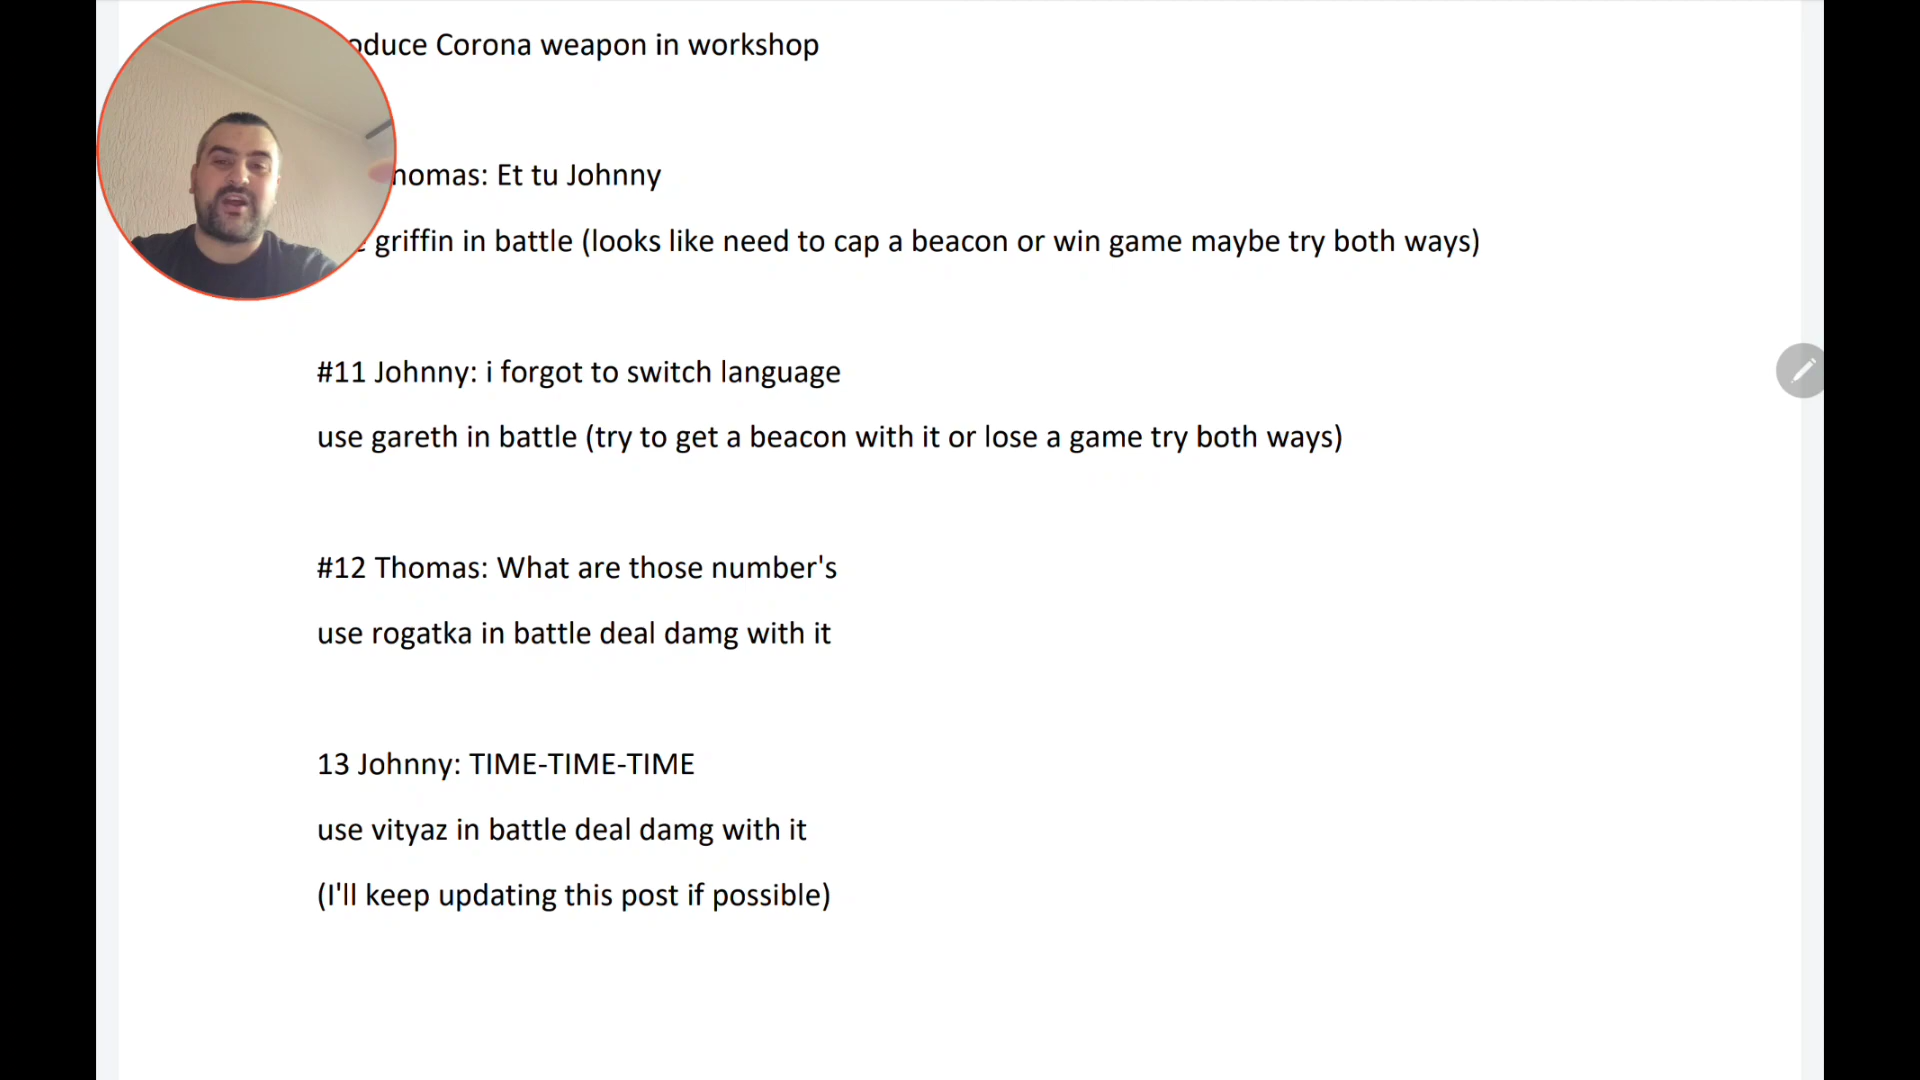 Corona weapon in workshop
Et tu Johnny
griffin in battle (looks like need to cap a beacon or win game maybe try both ways)
#11 Johnny: i forgot to switch language
use gareth in battle (try to get a beacon with it or lose a game try both ways)
#12 Thomas: What are those number's
use rogatka in battle deal damg with it
13 Johnny: TIME-TIME-TIME
use vityaz in battle deal damg with it
(I'll keep updating this post if possible)